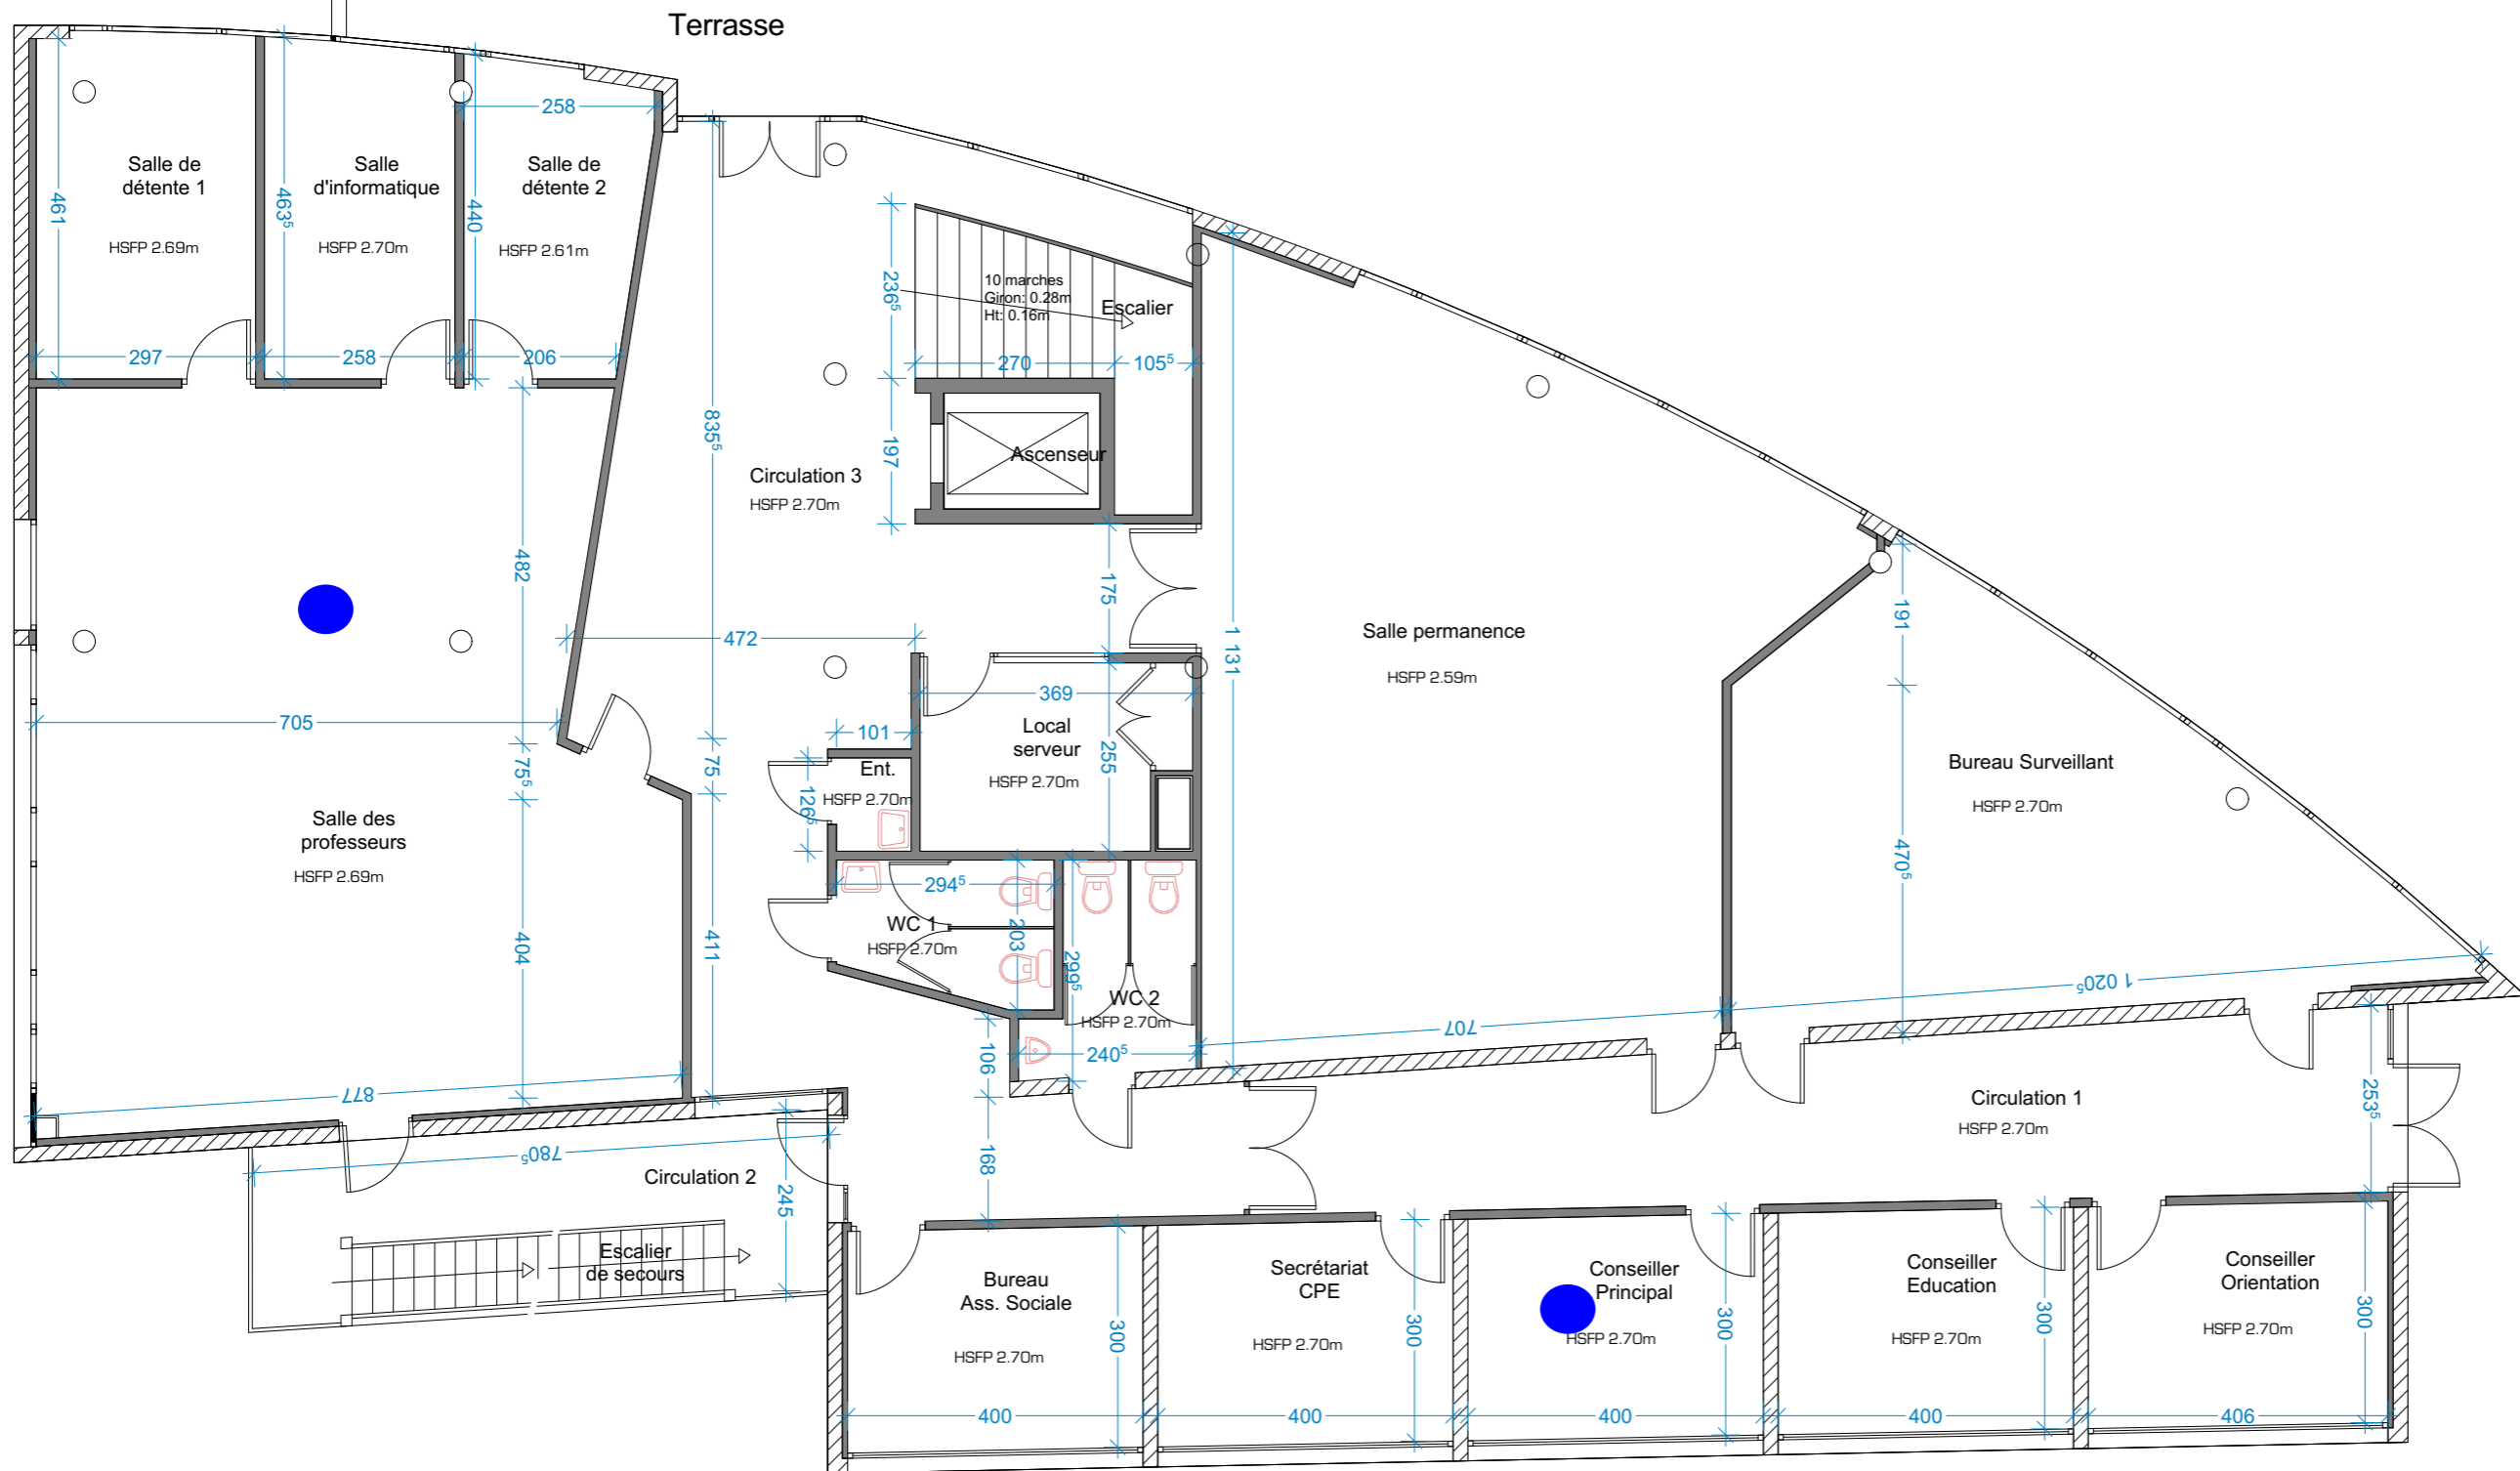 Terrasse
258
Salle de
détente 1
Salle
d'informatique
Salle de
détente 2
461
463⁵
440
HSFP 2.69m
HSFP 2.70m
HSFP 2.61m
297
258
206
236⁵
10 marches
Giron: 0.28m
Ht: 0.16m
Escalier
270
105⁵
835⁵
197
Ascenseur
Circulation 3
HSFP 2.70m
482
175
191
472
1 131
Salle permanence
HSFP 2.59m
705
369
101
Local
serveur
HSFP 2.70m
255
75⁵
75
Ent.
HSFP 2.70m
126⁵
Bureau Surveillant
HSFP 2.70m
Salle des
professeurs
HSFP 2.69m
470⁵
294⁵
404
411
WC 1
HSFP 2.70m
203
299⁵
WC 2
HSFP 2.70m
1 020⁵
707
240⁵
106
877
253⁵
Circulation 1
HSFP 2.70m
780⁵
168
Circulation 2
245
Escalier
de secours
Bureau
Ass. Sociale
HSFP 2.70m
300
400
Secrétariat
CPE
HSFP 2.70m
300
400
Conseiller
Principal
HSFP 2.70m
300
400
Conseiller
Education
HSFP 2.70m
300
400
Conseiller
Orientation
HSFP 2.70m
300
406